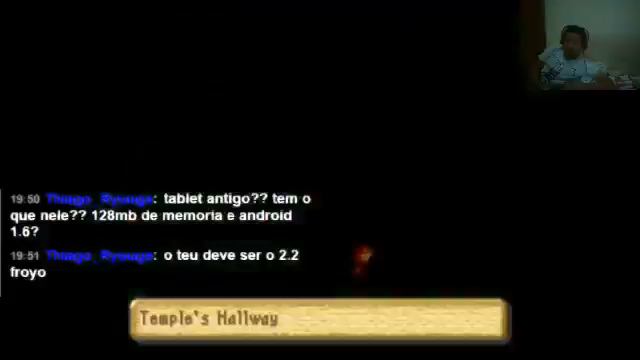 19:50 Thiago_Ryuuga: tablet antigo?? tem o
que nele?? 128mb de memoria e android
1.6?
19:51 Thiago_Ryuuga: o teu deve ser o 2.2
froyo
Temple's Hallway